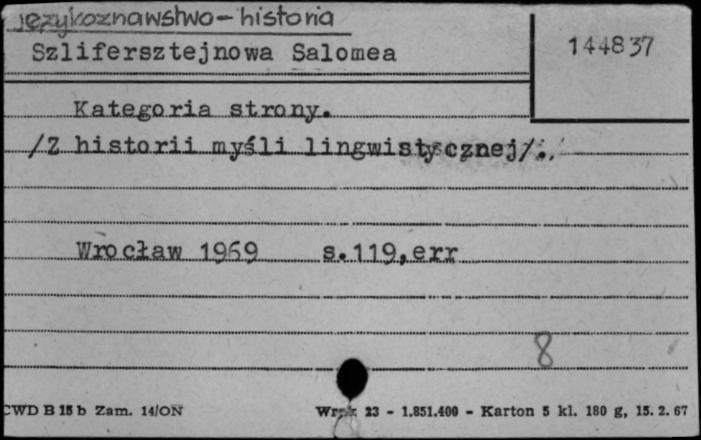 językoznawstwo - historia
Szlifersztejnowa Salomea
144837
Kategoria strony.
/Z historii myśli lingwistycznej/.
Wrocław 1969 s.119,err
8
CWD B 15 b Zam. 14/ON
23 - 1.851.400 - Karton 5 kl. 180 g, 15.2.67